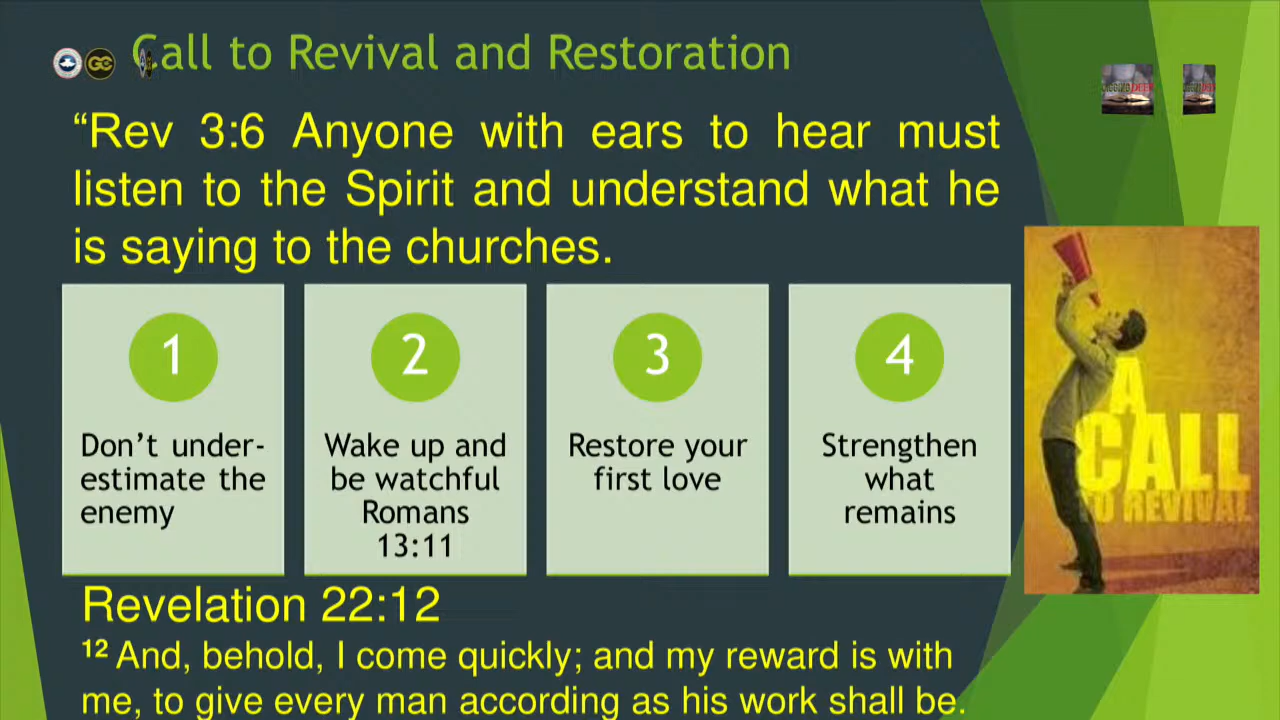 Call to Revival and Restoration
“Rev 3:6 Anyone with ears to hear must
listen to the Spirit and understand what he
is saying to the churches.
1
Don’t under-
estimate the
enemy
2
Wake up and
be watchful
Romans
13:11
3
Restore your
first love
4
Strengthen
what
remains
A
CALL
TO REVIVAL
Revelation 22:12
12 And, behold, I come quickly; and my reward is with
me, to give every man according as his work shall be.